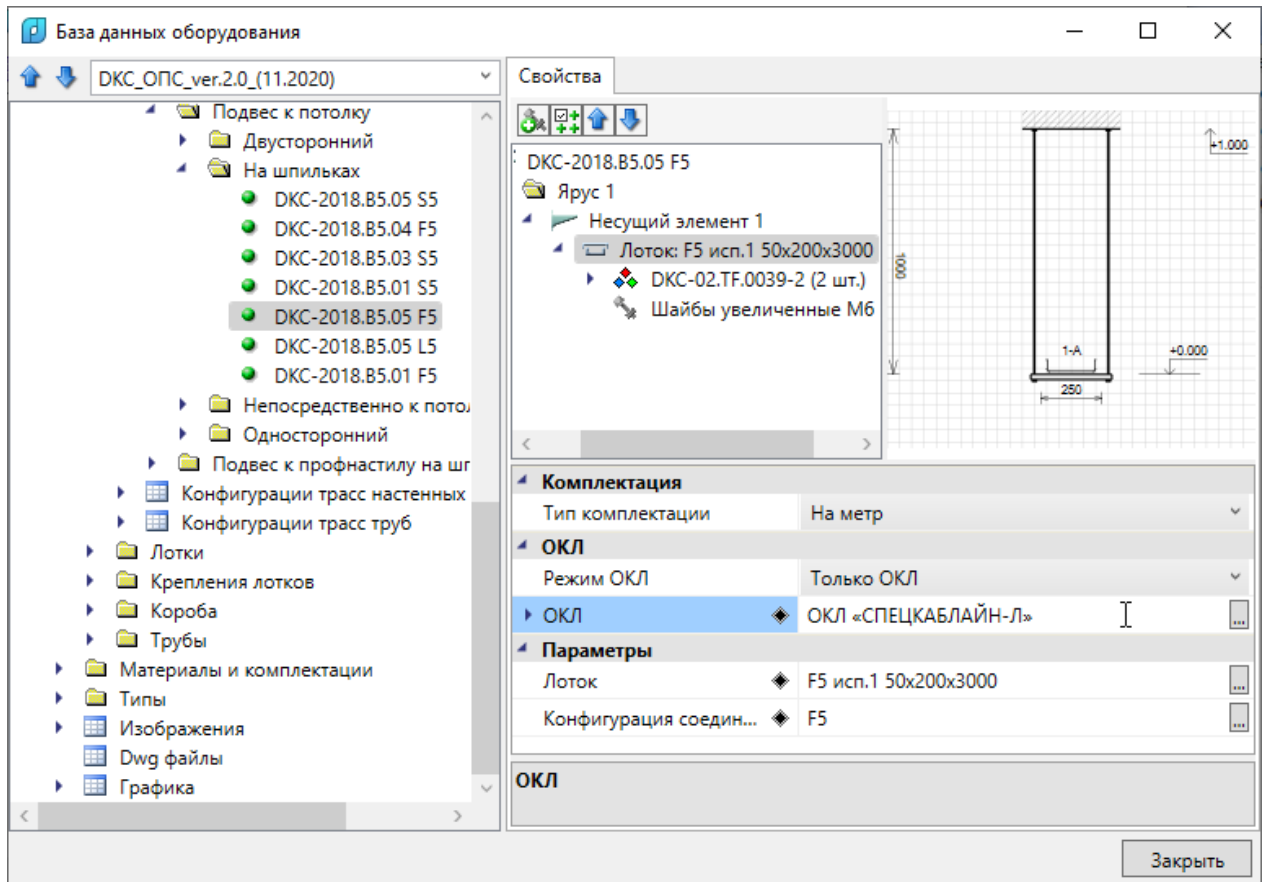 База данных оборудования
DKC_ОПС_ver.2.0_(11.2020)
Подвес к потолку
Двусторонний
На шпильках
DKC-2018.B5.05 S5
DKC-2018.B5.04 F5
DKC-2018.B5.03 S5
DKC-2018.B5.01 S5
DKC-2018.B5.05 F5
DKC-2018.B5.05 L5
DKC-2018.B5.01 F5
Непосредственно к пото
Односторонний
Подвес к профнастилу на шг
Конфигурации трасс настенных
Конфигурации трасс труб
Лотки
Крепления лотков
Короба
Трубы
Материалы и комплектации
Типы
Изображения
Dwg файлы
Графика
Свойства
DKC-2018.B5.05 F5
Ярус 1
Несущий элемент 1
Лоток: F5 исп.1 50x200x3000
DKC-02.TF.0039-2 (2 шт.)
Шайбы увеличенные М6
+1.000
1000
1-A
+0.000
250
Комплектация
Тип комплектации На метр
ОКЛ
Режим ОКЛ Только ОКЛ
ОКЛ ОКЛ «СПЕЦКАБЛАЙН-Л» ...
Параметры
Лоток F5 исп.1 50x200x3000 ...
Конфигурация соедин... F5 ...
ОКЛ
Закрыть